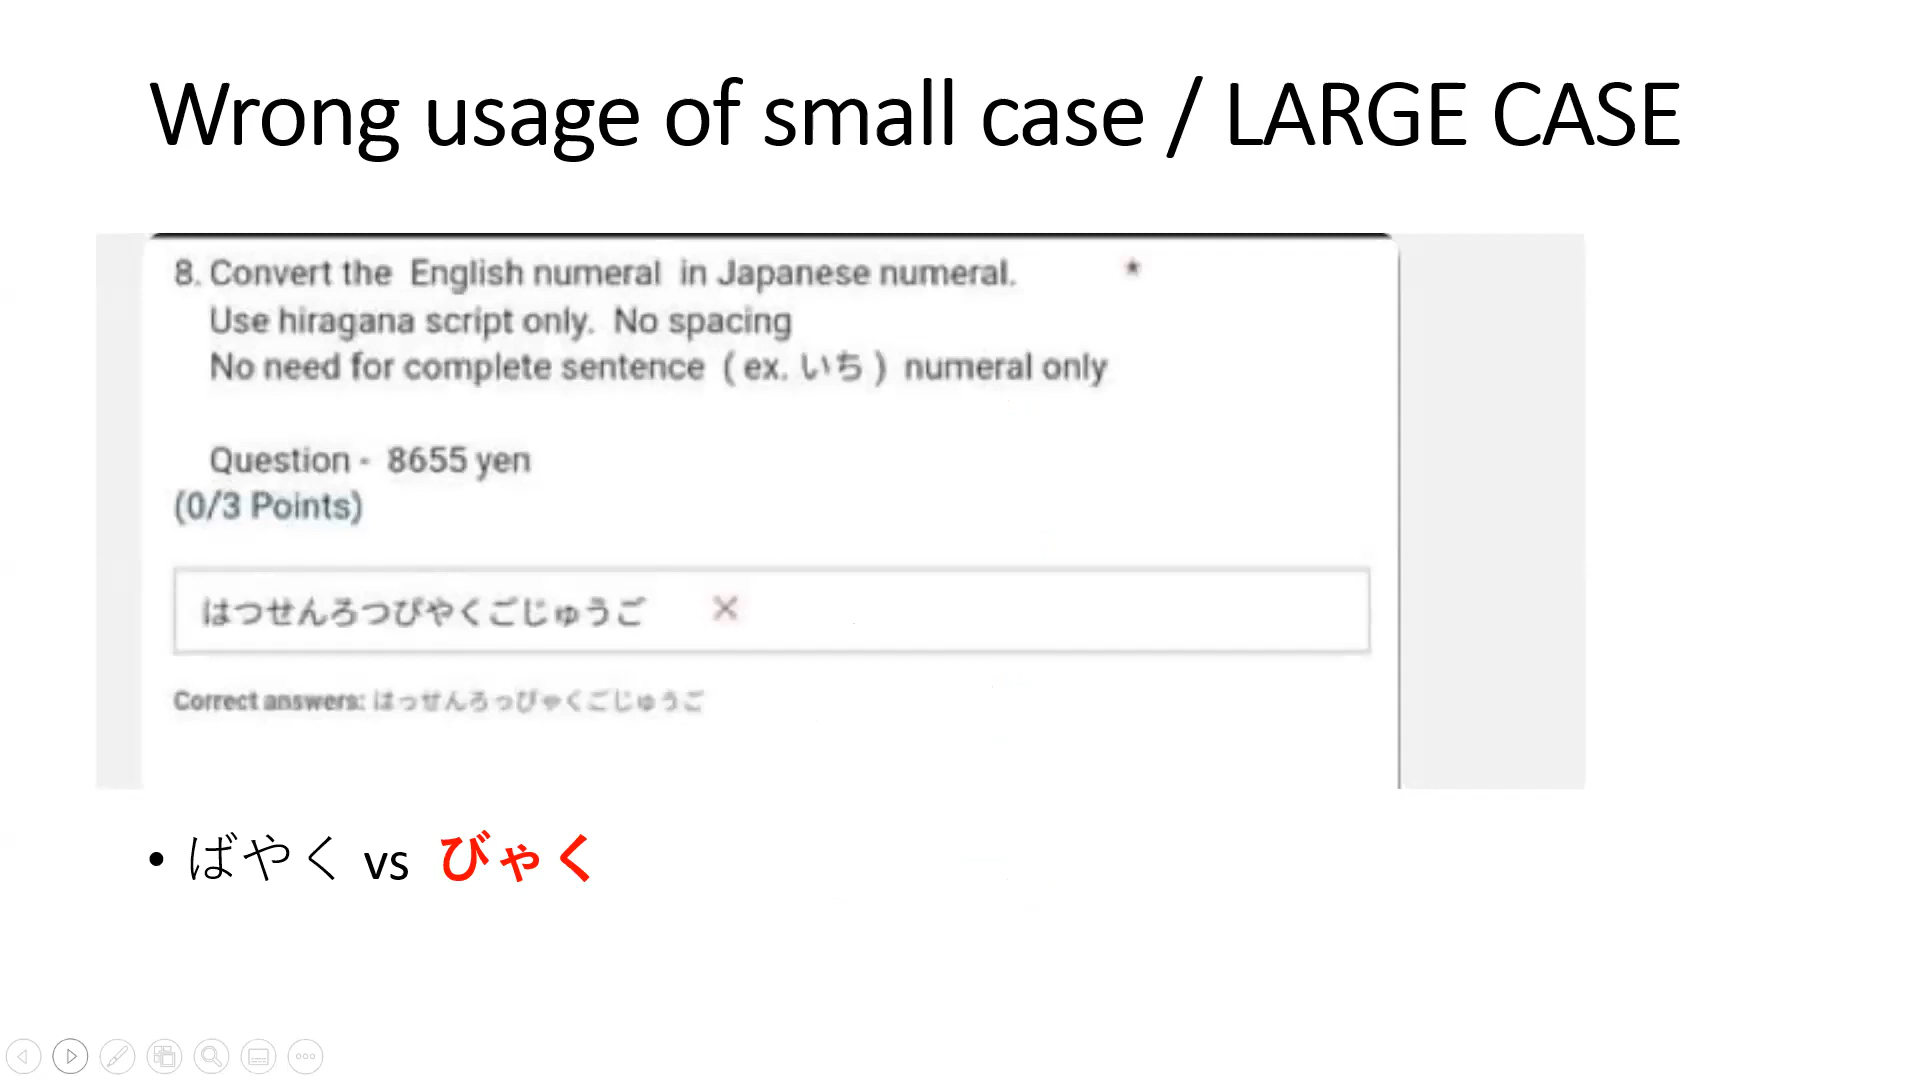 Wrong usage of small case / LARGE CASE
8. Convert the English numeral in Japanese numeral. *
Use hiragana script only. No spacing
No need for complete sentence ( ex. いち ) numeral only
Question - 8655 yen
(0/3 Points)
はつせんろつぴやくごじゅうご
Correct answers: はっせんろっぴゃくごじゅうご
• ばやく vs びゃく